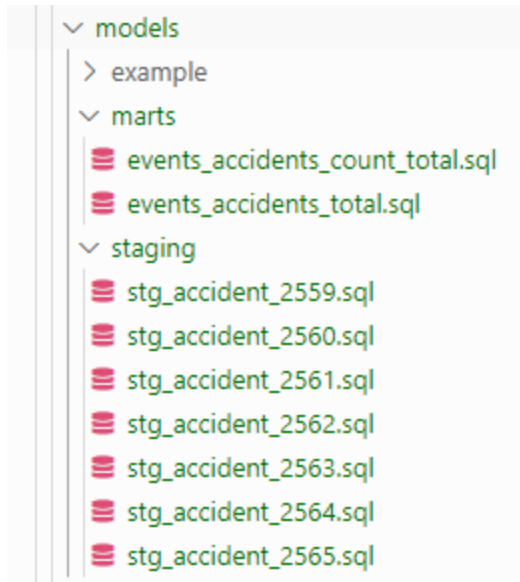 models
example
marts
events_accidents_count_total.sql
events_accidents_total.sql
staging
stg_accident_2559.sql
stg_accident_2560.sql
stg_accident_2561.sql
stg_accident_2562.sql
stg_accident_2563.sql
stg_accident_2564.sql
stg_accident_2565.sql